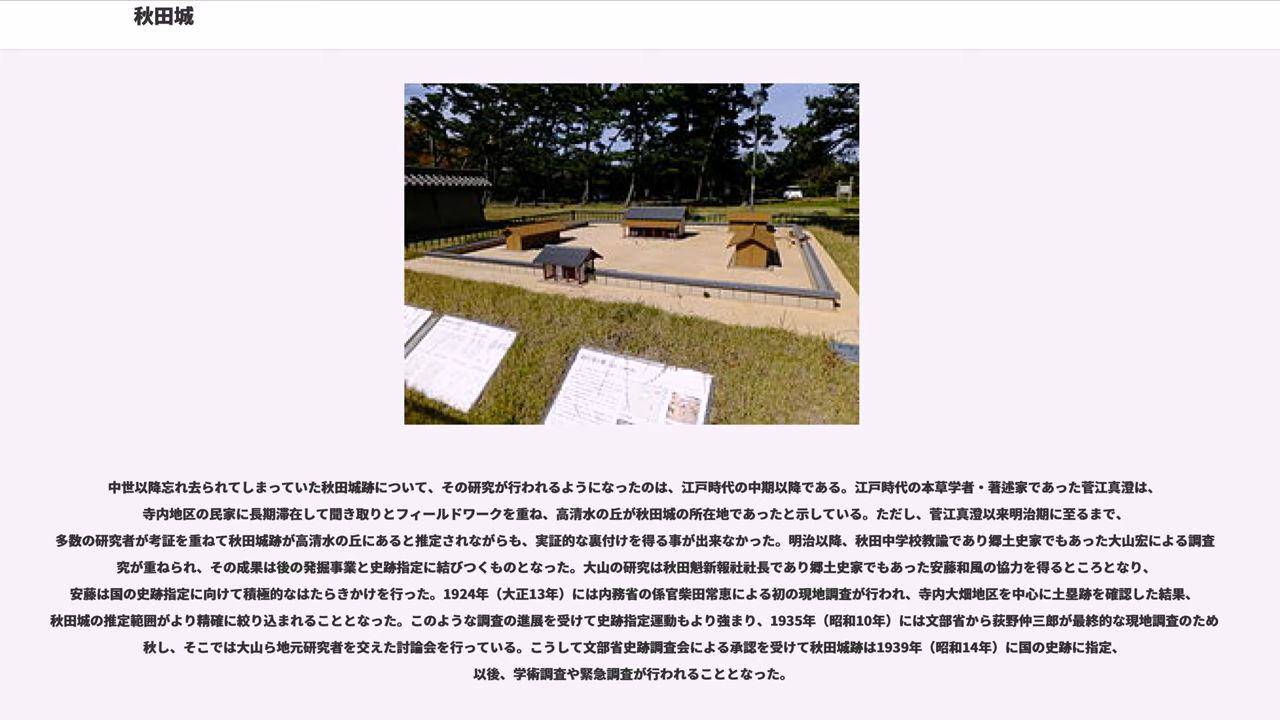 秋田城
中世以降忘れ去られてしまっていた秋田城跡について、その研究が行われるようになったのは、江戸時代の中期以降である。江戸時代の本草学者・著述家であった菅江真澄は、
寺内地区の民家に長期滞在して聞き取りとフィールドワークを重ね、高清水の丘が秋田城の所在地であったと示している。ただし、菅江真澄以来明治期に至るまで、
多数の研究者が考証を重ねて秋田城跡が高清水の丘にあると推定されながらも、実証的な裏付けを得る事が出来なかった。明治以降、秋田中学校教諭であり郷土史家でもあった大山宏による調査
究が重ねられ、その成果は後の発掘事業と史跡指定に結びつくものとなった。大山の研究は秋田魁新報社社長であり郷土史家でもあった安藤和風の協力を得るところとなり、
安藤は国の史跡指定に向けて積極的なはたらきかけを行った。1924年（大正13年）には内務省の係官柴田常恵による初の現地調査が行われ、寺内大畑地区を中心に土塁跡を確認した結果、
秋田城の推定範囲がより精確に絞り込まれることとなった。このような調査の進展を受けて史跡指定運動もより強まり、1935年（昭和10年）には文部省から荻野仲三郎が最終的な現地調査のため
秋し、そこでは大山ら地元研究者を交えた討論会を行っている。こうして文部省史跡調査会による承認を受けて秋田城跡は1939年（昭和14年）に国の史跡に指定、
以後、学術調査や緊急調査が行われることとなった。